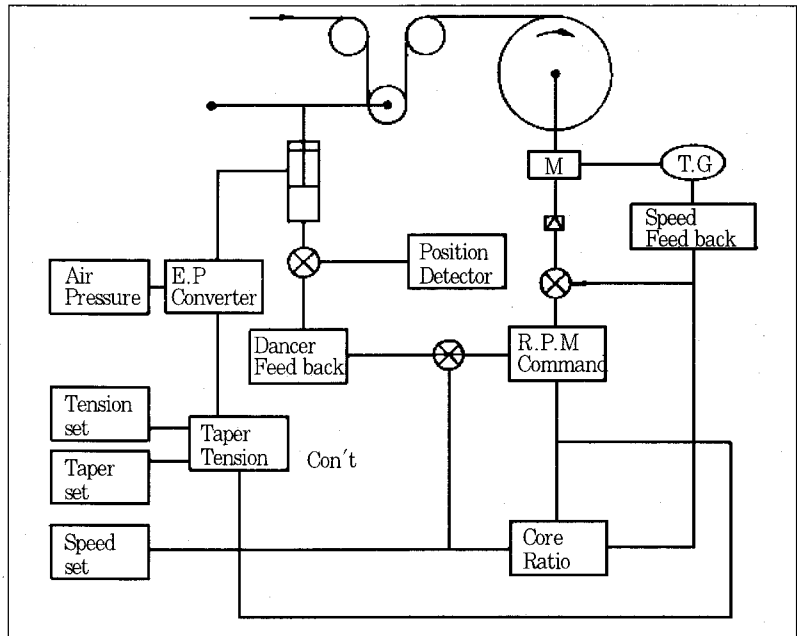 M
T.G
Speed
Feed back
Position
Detector
Air
Pressure
E.P
Converter
Dancer
Feed back
R.P.M
Command
Tension
set
Taper
Tension
Con't
Taper
set
Speed
set
Core
Ratio